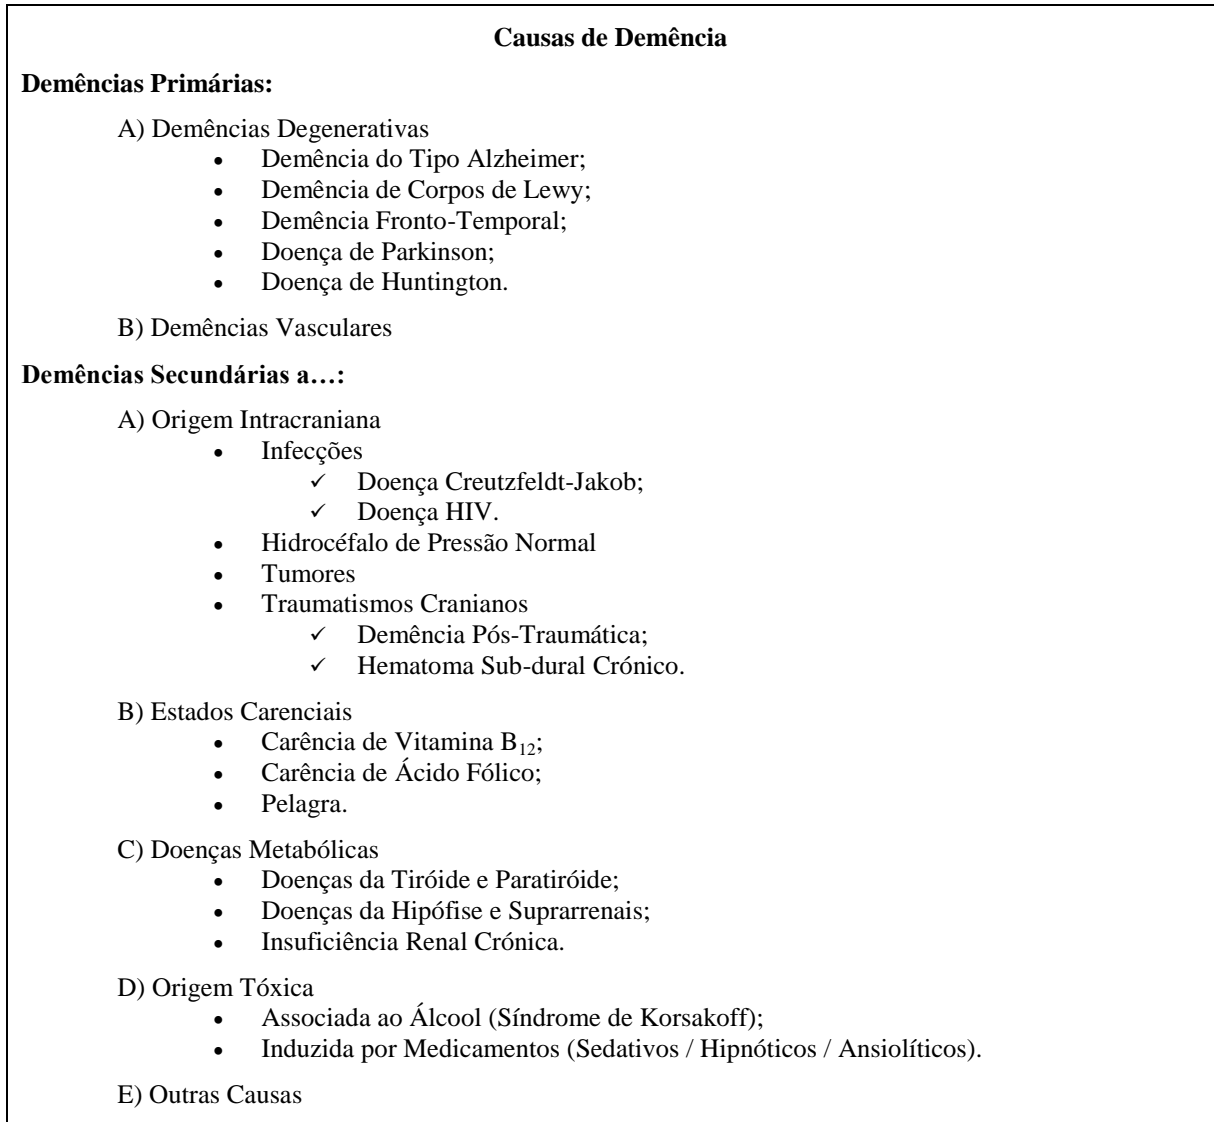 Causas de Demência
Demências Primárias:
A) Demências Degenerativas
• Demência do Tipo Alzheimer;
• Demência de Corpos de Lewy;
• Demência Fronto-Temporal;
• Doença de Parkinson;
• Doença de Huntington.
B) Demências Vasculares
Demências Secundárias a…:
A) Origem Intracraniana
• Infecções
✓ Doença Creutzfeldt-Jakob;
✓ Doença HIV.
• Hidrocéfalo de Pressão Normal
• Tumores
• Traumatismos Cranianos
✓ Demência Pós-Traumática;
✓ Hematoma Sub-dural Crónico.
B) Estados Carenciais
• Carência de Vitamina B₁₂;
• Carência de Ácido Fólico;
• Pelagra.
C) Doenças Metabólicas
• Doenças da Tiróide e Paratiróide;
• Doenças da Hipófise e Suprarrenais;
• Insuficiência Renal Crónica.
D) Origem Tóxica
• Associada ao Álcool (Síndrome de Korsakoff);
• Induzida por Medicamentos (Sedativos / Hipnóticos / Ansiolíticos).
E) Outras Causas